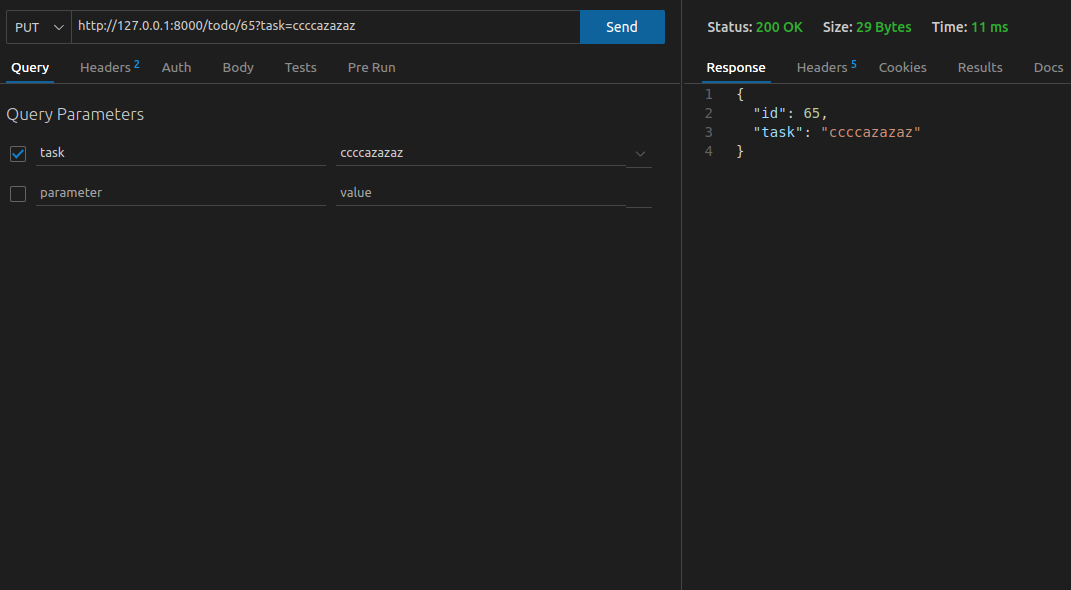 PUT http://127.0.0.1:8000/todo/65?task=ccccazazaz Send
Query Headers 2 Auth Body Tests Pre Run
Query Parameters
task ccccazazaz
parameter value
Status: 200 OK Size: 29 Bytes Time: 11 ms
Response Headers 5 Cookies Results Docs
1 {
2 "id": 65,
3 "task": "ccccazazaz"
4 }